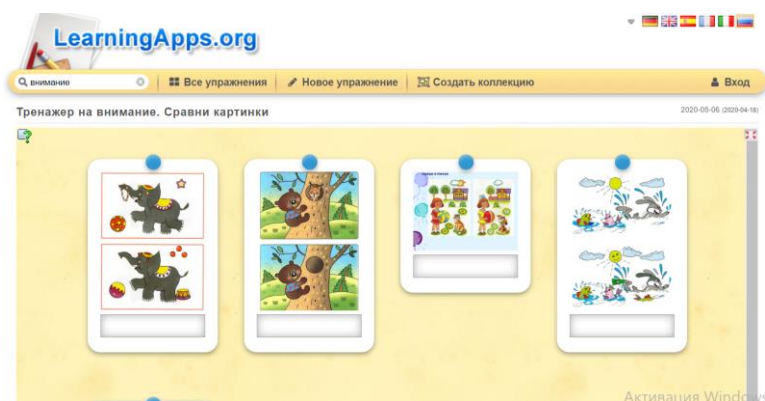 LearningApps.org
внимание
Все упражнения
Новое упражнение
Создать коллекцию
Вход
Тренажер на внимание. Сравни картинки
2020-05-06 (2020-04-18)
Активация Windows